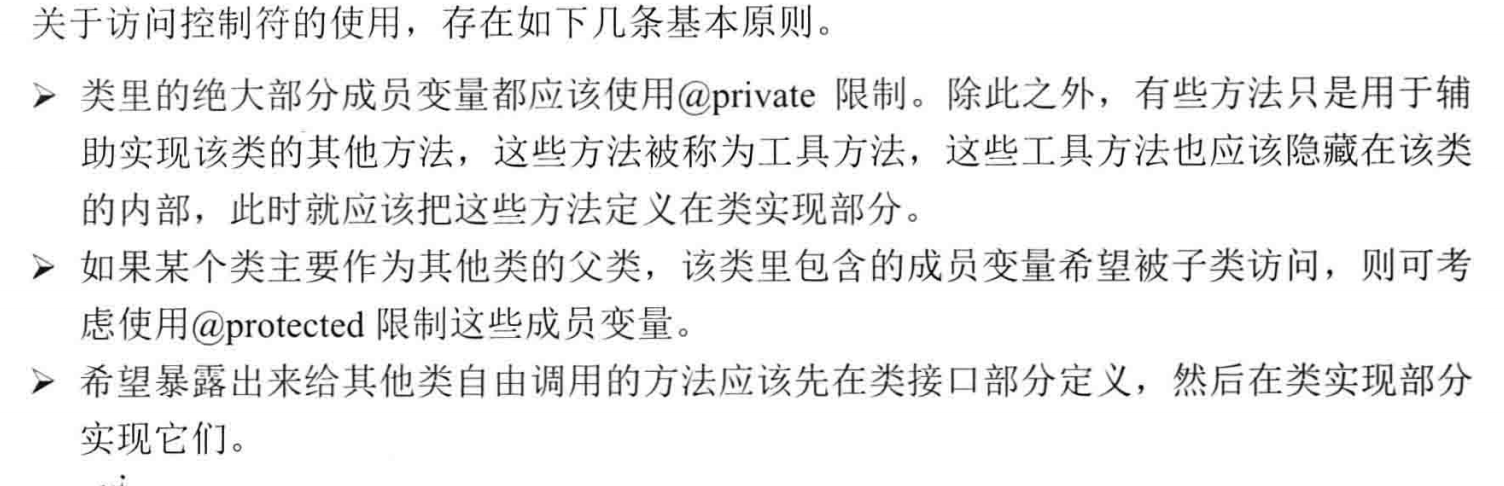 关于访问控制符的使用，存在如下几条基本原则。
➢ 类里的绝大部分成员变量都应该使用@private 限制。除此之外，有些方法只是用于辅
助实现该类的其他方法，这些方法被称为工具方法，这些工具方法也应该隐藏在该类
的内部，此时就应该把这些方法定义在类实现部分。
➢ 如果某个类主要作为其他类的父类，该类里包含的成员变量希望被子类访问，则可考
虑使用@protected 限制这些成员变量。
➢ 希望暴露出来给其他类自由调用的方法应该先在类接口部分定义，然后在类实现部分
实现它们。